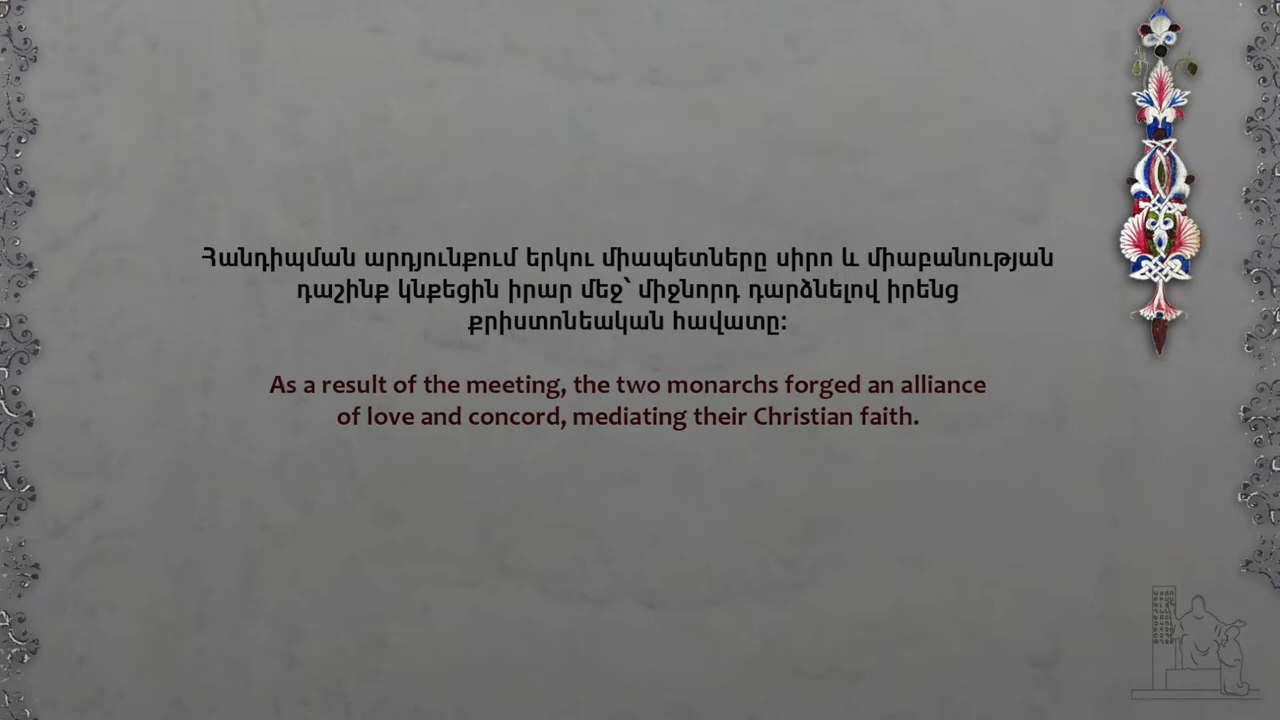 Հանդիպման արդյունքում երկու միապետները սիրո և միաբանության
դաշինք կնքեցին իրար մեջ՝ միջնորդ դարձնելով իրենց
քրիստոնեական հավատը:
As a result of the meeting, the two monarchs forged an alliance
of love and concord, mediating their Christian faith.